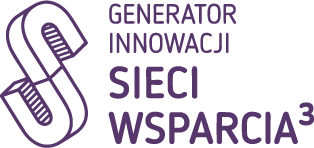 GENERATOR
INNOWACJI
SIECI
WSPARCIA³